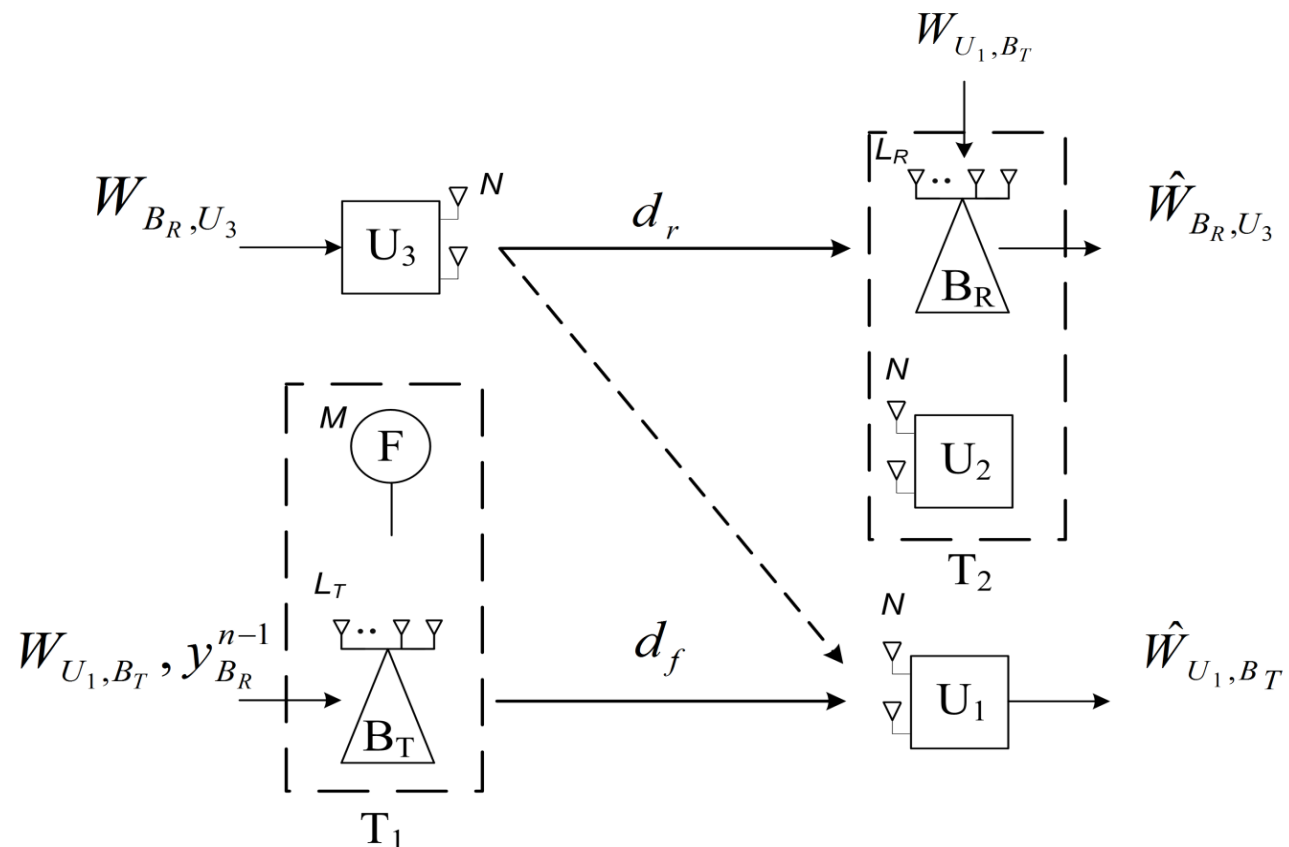 W_{U_1,B_T}
L_R
W_{B_R,U_3}
N
U_3
d_r
Ŵ_{B_R,U_3}
B_R
M
F
N
U_2
T_2
L_T
W_{U_1,B_T}, y_{B_R}^{n-1}
B_T
d_f
N
U_1
Ŵ_{U_1,B_T}
T_1